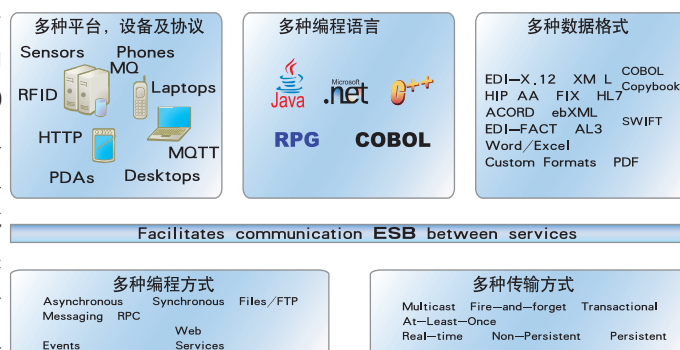 多种平台，设备及协议
Sensors Phones
MQ
RFID Laptops
HTTP
MQTT
PDAs Desktops
多种编程语言
Java Microsoft .net C++
RPG COBOL
多种数据格式
EDI—X.12 XM L COBOL
HIP AA FIX HL7 Copybook
ACORD ebXML
EDI—FACT AL3 SWIFT
Word/Excel
Custom Formats PDF
Facilitates communication ESB between services
多种编程方式
Asynchronous Synchronous Files/FTP
Messaging RPC
Web
Events Services
多种传输方式
Multicast Fire—and—forget Transactional
At—Least—Once
Real—time Non—Persistent Persistent